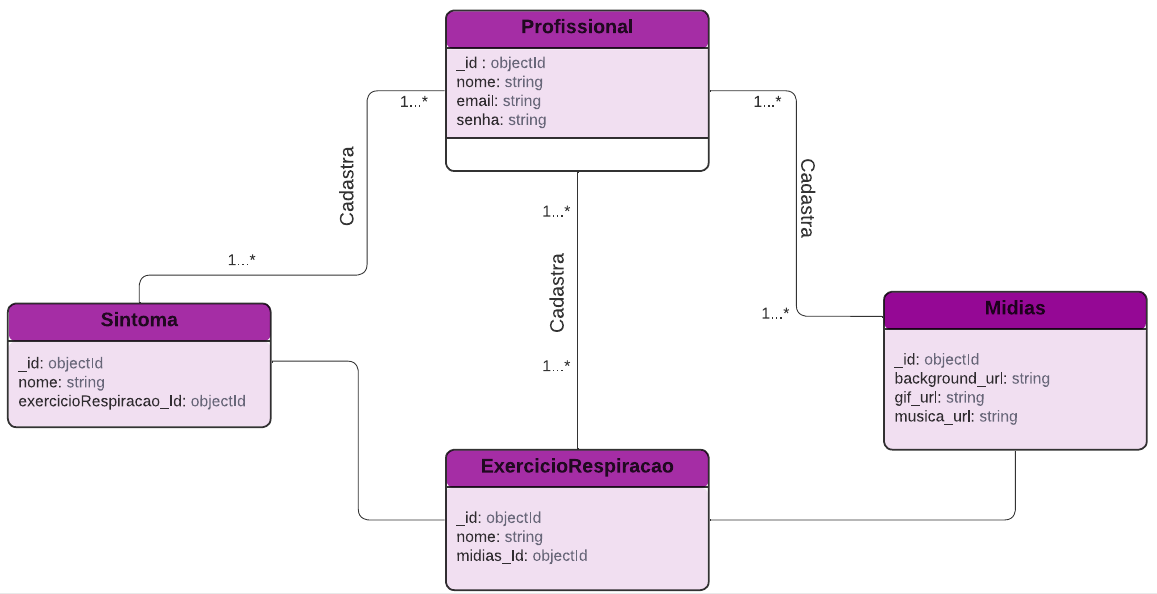 Profissional
_id : objectId
nome: string
email: string
senha: string
1...*
1...*
Cadastra
Cadastra
1...*
1...*
Cadastra
1...*
1...*
Sintoma
_id: objectId
nome: string
exercicioRespiracao_Id: objectId
Midias
_id: objectId
background_url: string
gif_url: string
musica_url: string
ExercicioRespiracao
_id: objectId
nome: string
midias_Id: objectId